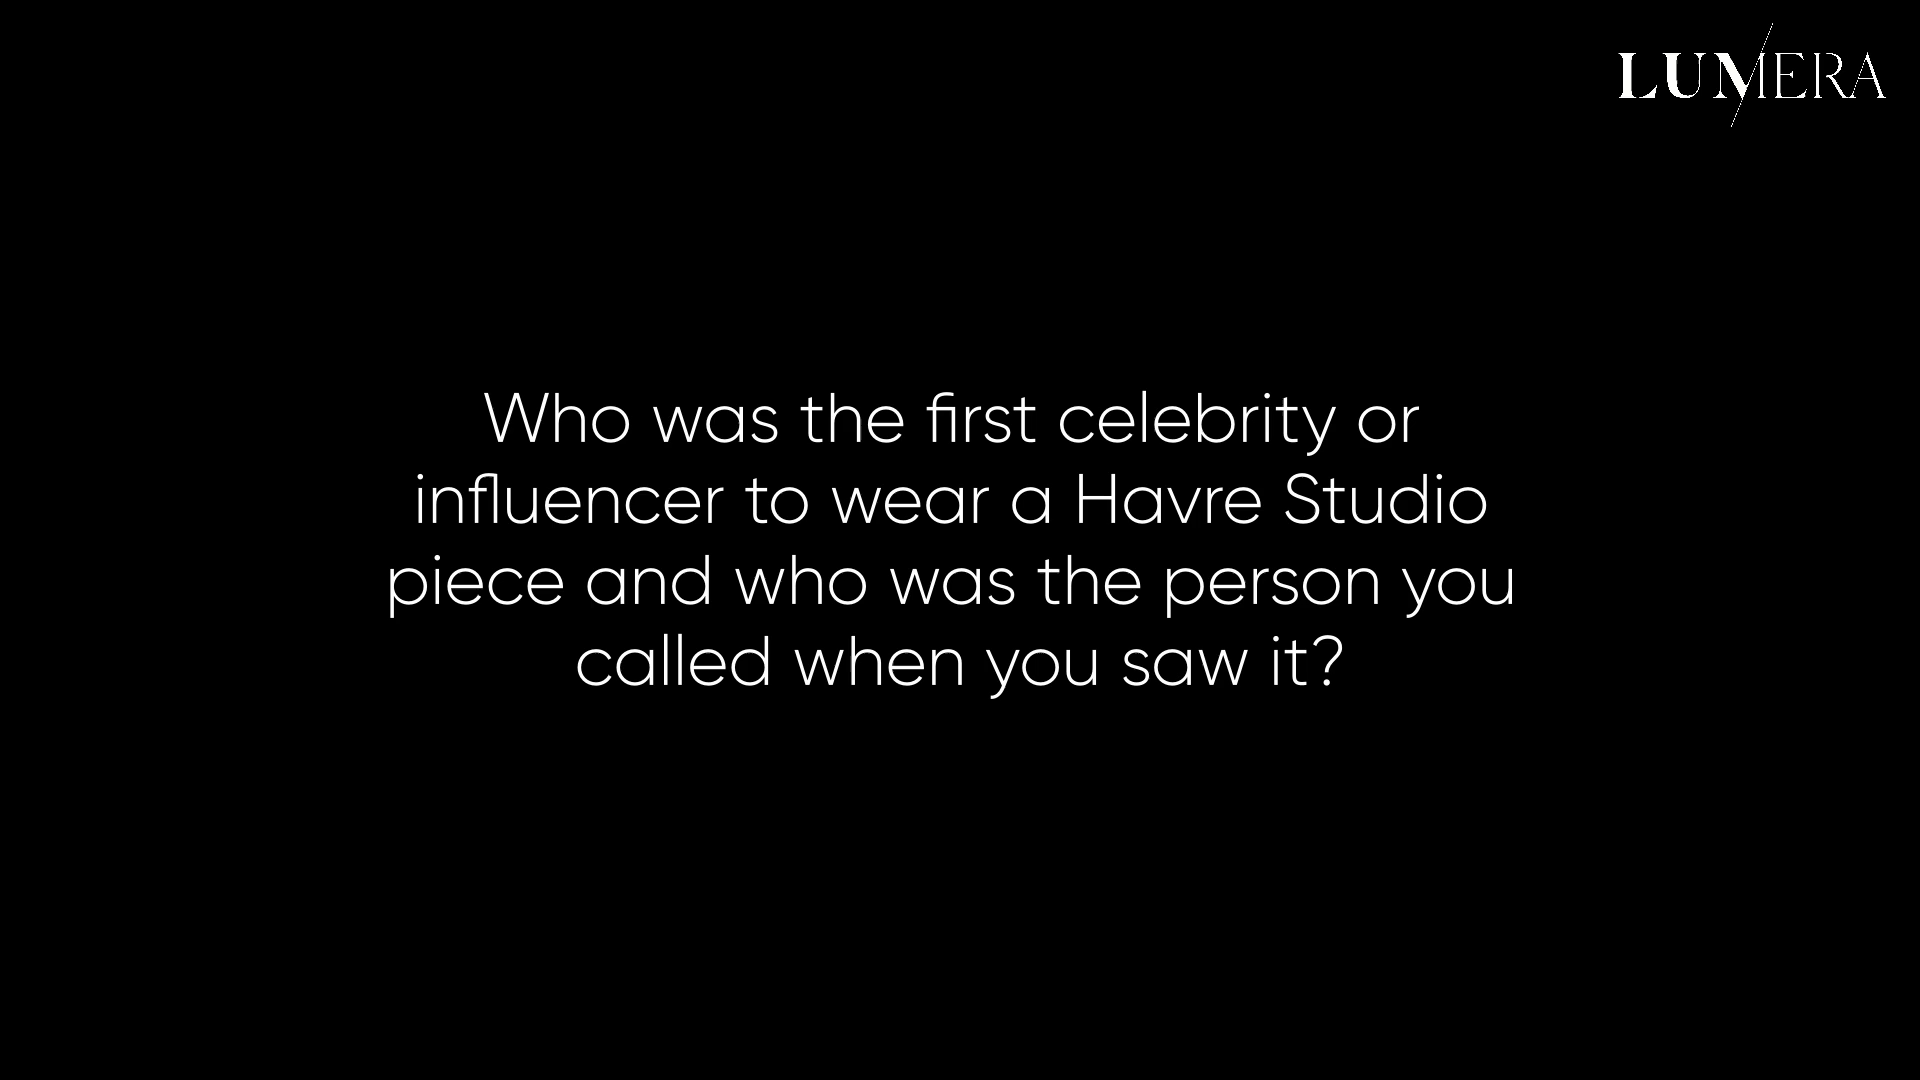 LUMERA
Who was the first celebrity or
influencer to wear a Havre Studio
piece and who was the person you
called when you saw it?